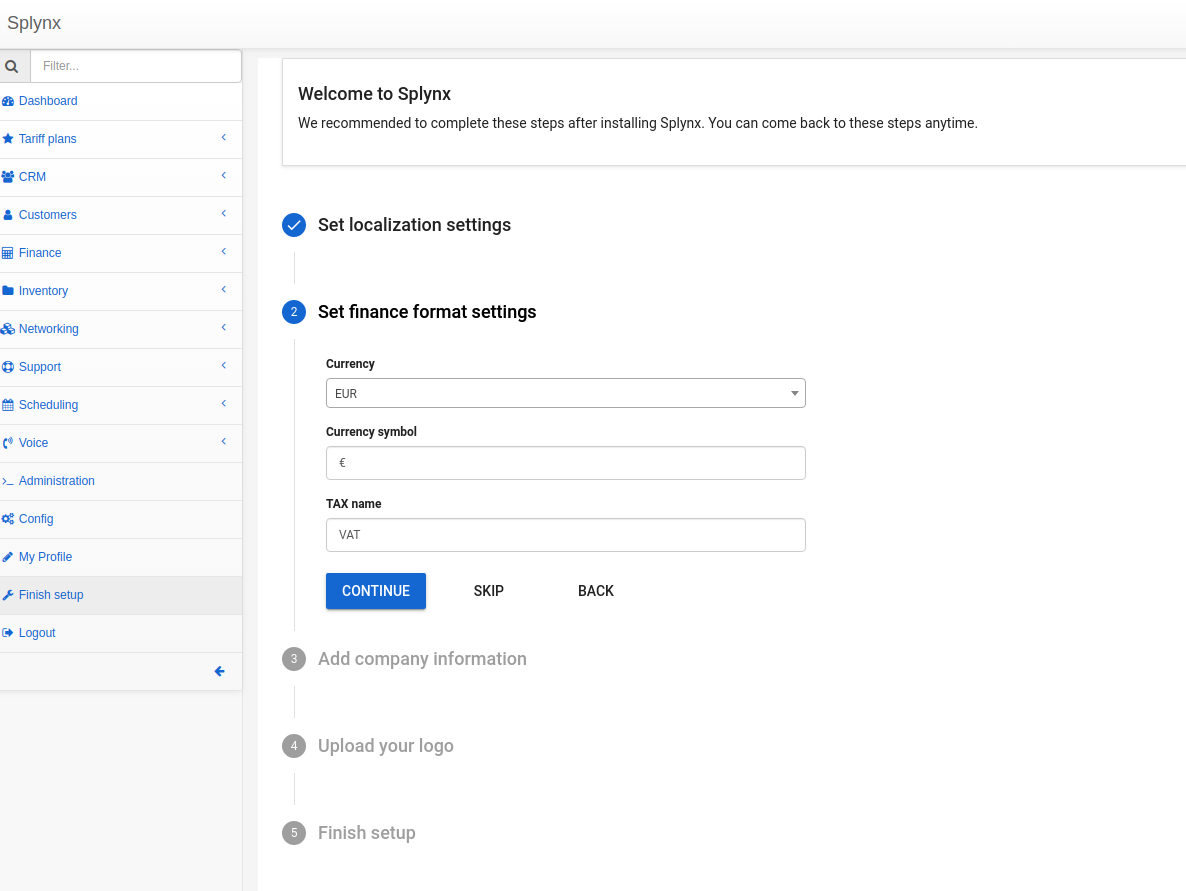 Splynx
Filter...
Dashboard
Tariff plans
CRM
Customers
Finance
Inventory
Networking
Support
Scheduling
Voice
Administration
Config
My Profile
Finish setup
Logout
Welcome to Splynx
We recommended to complete these steps after installing Splynx. You can come back to these steps anytime.
Set localization settings
2 Set finance format settings
Currency
EUR
Currency symbol
€
TAX name
VAT
CONTINUE SKIP BACK
3 Add company information
4 Upload your logo
5 Finish setup